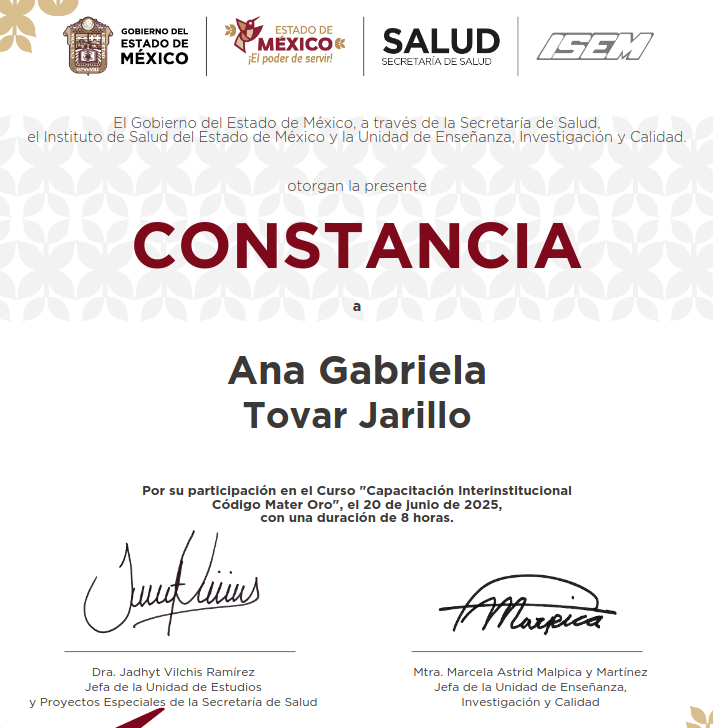 GOBIERNO DEL
ESTADO DE
MÉXICO
ESTADO DE
MÉXICO
¡El poder de servir!
SALUD
SECRETARÍA DE SALUD
ISEM
El Gobierno del Estado de México, a través de la Secretaría de Salud,
el Instituto de Salud del Estado de México y la Unidad de Enseñanza, Investigación y Calidad.
otorgan la presente
CONSTANCIA
a
Ana Gabriela
Tovar Jarillo
Por su participación en el Curso "Capacitación Interinstitucional
Código Mater Oro", el 20 de junio de 2025,
con una duración de 8 horas.
Marpica
Dra. Jadhyt Vilchis Ramírez
Jefa de la Unidad de Estudios
y Proyectos Especiales de la Secretaría de Salud
Mtra. Marcela Astrid Malpica y Martínez
Jefa de la Unidad de Enseñanza,
Investigación y Calidad